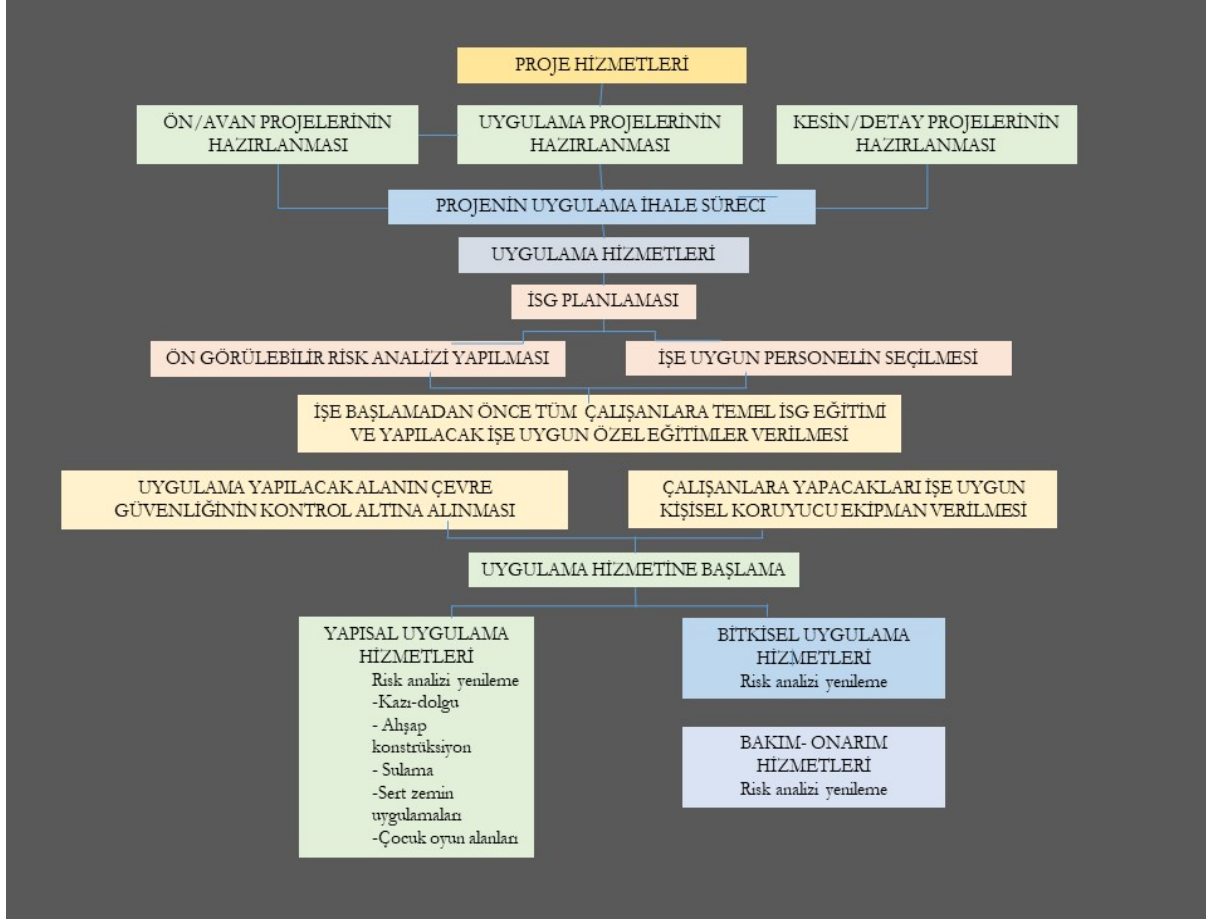 PROJE HİZMETLERİ
ÖN/AVAN PROJELERİNİN
HAZIRLANMASI
UYGULAMA PROJELERİNİN
HAZIRLANMASI
KESİN/DETAY PROJELERİNİN
HAZIRLANMASI
PROJENİN UYGULAMA İHALE SÜRECİ
UYGULAMA HİZMETLERİ
İSG PLANLAMASI
ÖN GÖRÜLEBİLİR RİSK ANALİZİ YAPILMASI
İŞE UYGUN PERSONELİN SEÇİLMESİ
İŞE BAŞLAMADAN ÖNCE TÜM ÇALIŞANLARA TEMEL İSG EĞİTİMİ
VE YAPILACAK İŞE UYGUN ÖZEL EĞİTİMLER VERİLMESİ
UYGULAMA YAPILACAK ALANIN ÇEVRE
GÜVENLİĞİNİN KONTROL ALTINA ALINMASI
ÇALIŞANLARA YAPACAKLARI İŞE UYGUN
KİŞİSEL KORUYUCU EKİPMAN VERİLMESİ
UYGULAMA HİZMETİNE BAŞLAMA
YAPISAL UYGULAMA
HİZMETLERİ
Risk analizi yenileme
-Kazı-dolgu
- Ahşap
konstrüksiyon
- Sulama
-Sert zemin
uygulamaları
-Çocuk oyun alanları
BİTKİSEL UYGULAMA
HİZMETLERİ
Risk analizi yenileme
BAKIM- ONARIM
HİZMETLERİ
Risk analizi yenileme